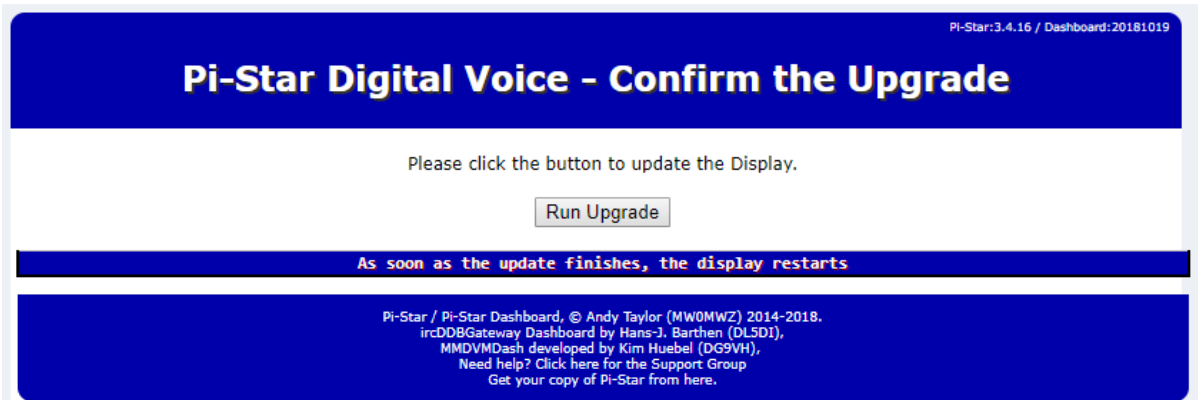 Pi-Star:3.4.16 / Dashboard:20181019
Pi-Star Digital Voice - Confirm the Upgrade
Please click the button to update the Display.
Run Upgrade
As soon as the update finishes, the display restarts
Pi-Star / Pi-Star Dashboard, © Andy Taylor (MW0MWZ) 2014-2018.
ircDDBGateway Dashboard by Hans-J. Barthen (DL5DI),
MMDVMDash developed by Kim Huebel (DG9VH),
Need help? Click here for the Support Group
Get your copy of Pi-Star from here.